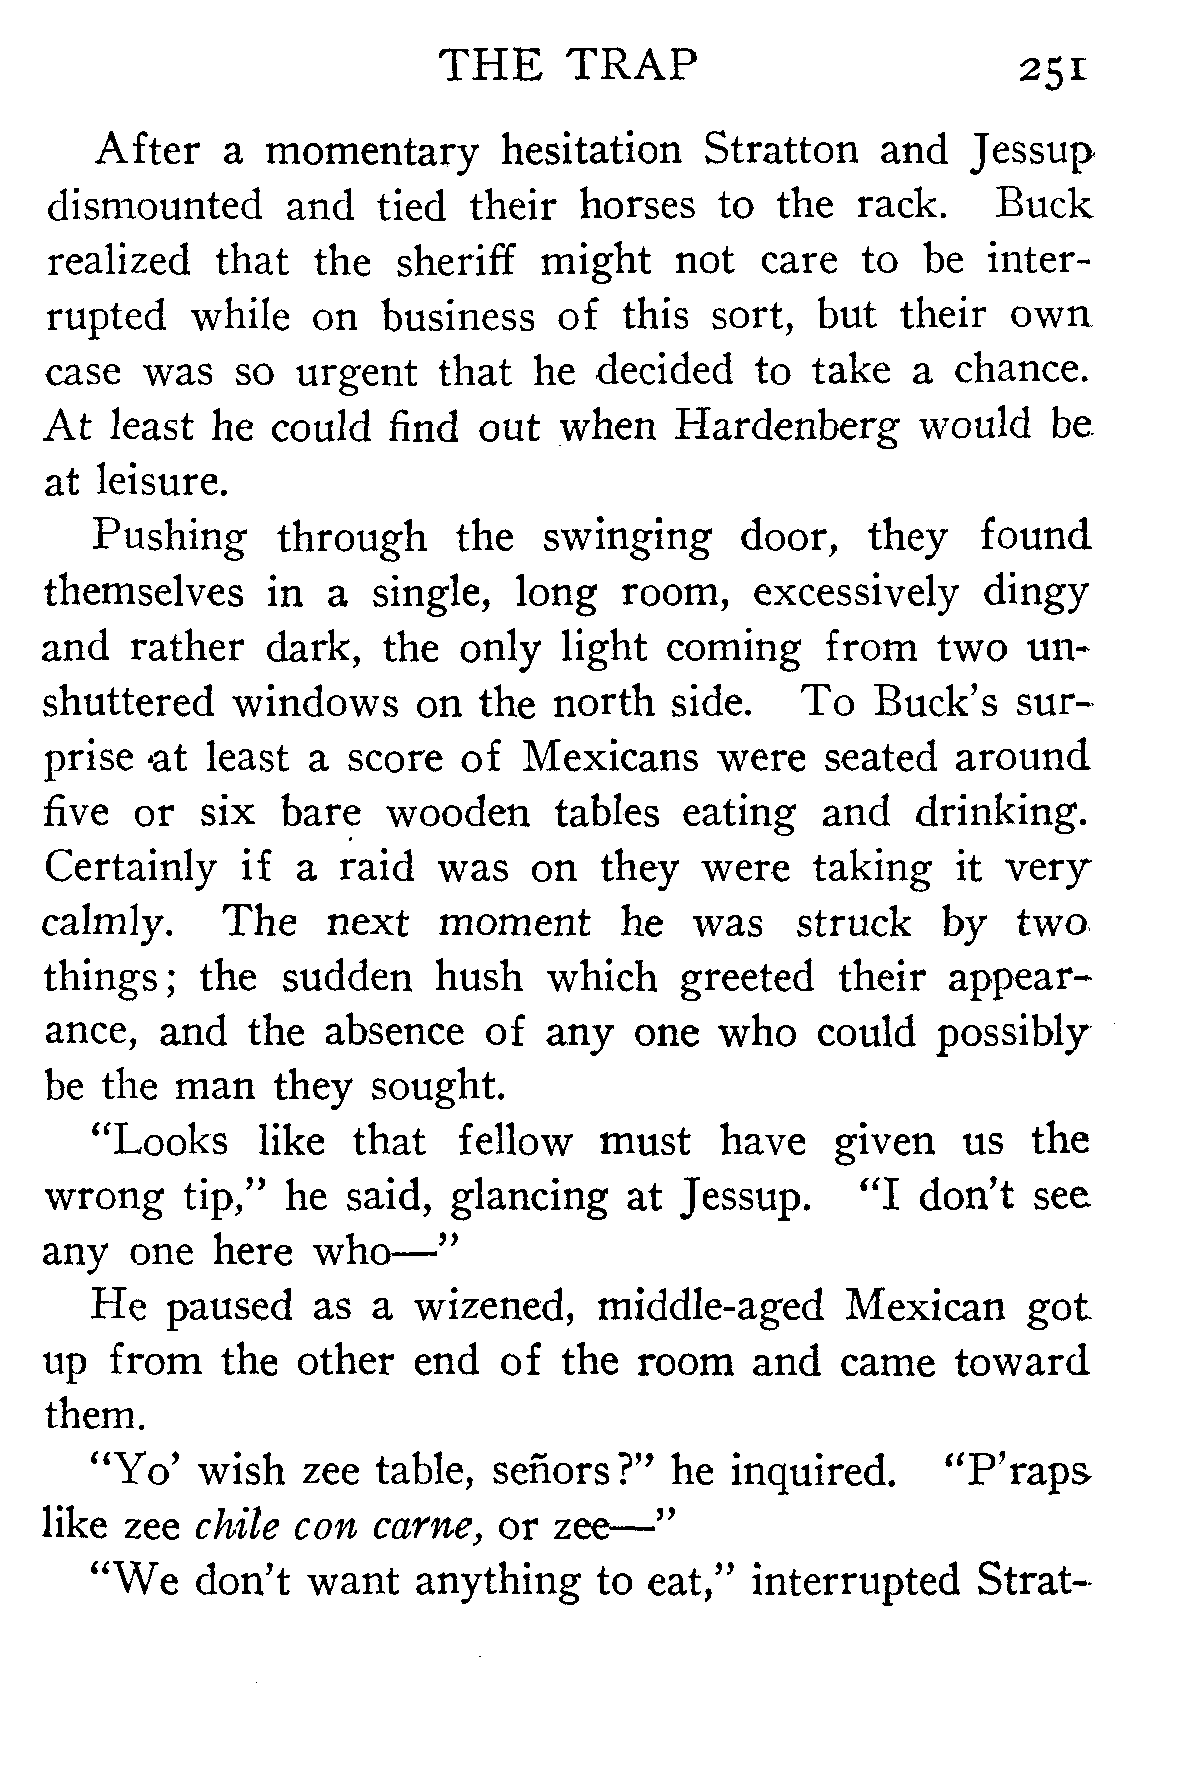 THE TRAP 251
After a momentary hesitation Stratton and Jessup
dismounted and tied their horses to the rack. Buck
realized that the sheriff might not care to be inter-
rupted while on business of this sort, but their own
case was so urgent that he decided to take a chance.
At least he could find out when Hardenberg would be
at leisure.
Pushing through the swinging door, they found
themselves in a single, long room, excessively dingy
and rather dark, the only light coming from two un-
shuttered windows on the north side. To Buck's sur-
prise at least a score of Mexicans were seated around
five or six bare wooden tables eating and drinking.
Certainly if a raid was on they were taking it very
calmly. The next moment he was struck by two
things; the sudden hush which greeted their appear-
ance, and the absence of any one who could possibly
be the man they sought.
"Looks like that fellow must have given us the
wrong tip," he said, glancing at Jessup. "I don't see
any one here who—"
He paused as a wizened, middle-aged Mexican got
up from the other end of the room and came toward
them.
"Yo' wish zee table, señors?" he inquired. "P'raps
like zee chile con carne, or zee—"
"We don't want anything to eat," interrupted Strat-